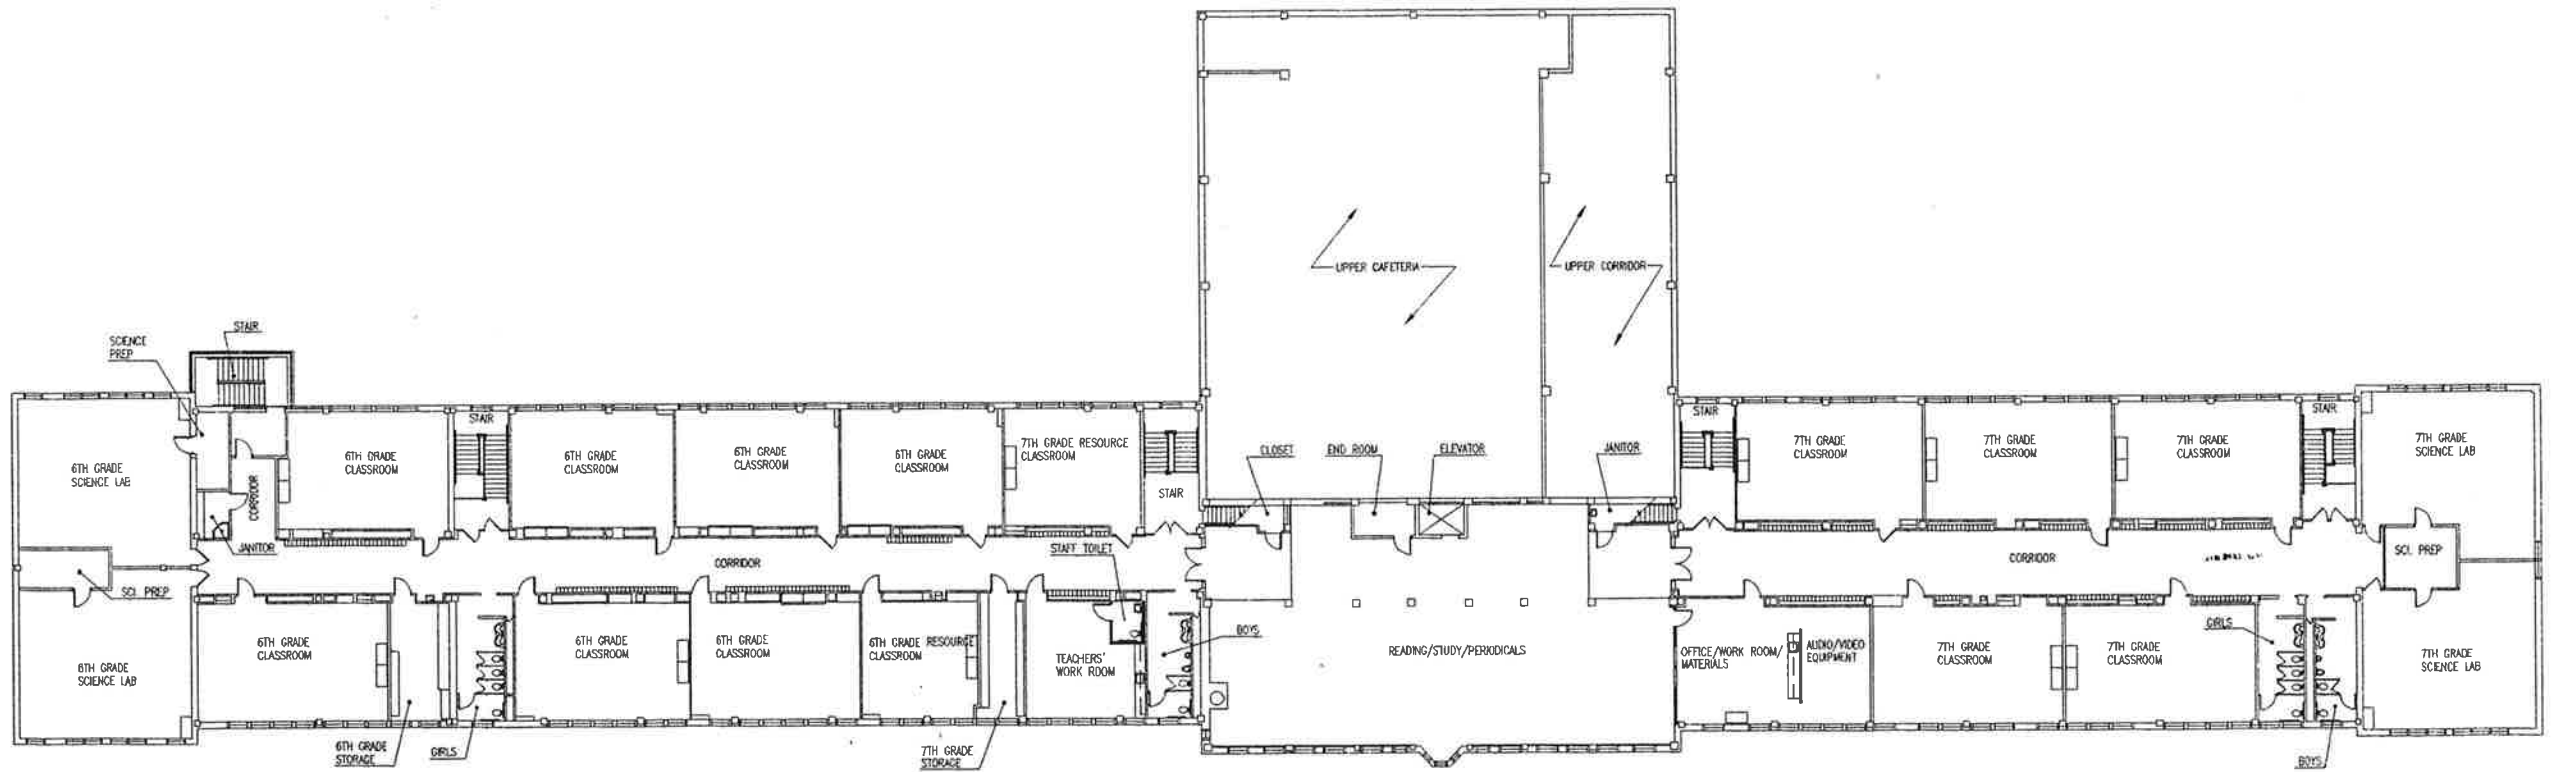 UPPER CAFETERIA
UPPER CORRIDOR
STAIR
SCIENCE
PREP
STAIR
STAIR
STAIR
6TH GRADE
SCIENCE LAB
6TH GRADE
CLASSROOM
6TH GRADE
CLASSROOM
6TH GRADE
CLASSROOM
6TH GRADE
CLASSROOM
7TH GRADE RESOURCE
CLASSROOM
STAIR
CLOSET
END ROOM
ELEVATOR
JANITOR
7TH GRADE
CLASSROOM
7TH GRADE
CLASSROOM
7TH GRADE
CLASSROOM
7TH GRADE
SCIENCE LAB
CORRIDOR
JANITOR
STAFF TOILET
CORRIDOR
CORRIDOR
SCI. PREP
SCI. PREP
6TH GRADE
SCIENCE LAB
6TH GRADE
CLASSROOM
6TH GRADE
CLASSROOM
6TH GRADE
CLASSROOM
6TH GRADE RESOURCE
CLASSROOM
TEACHERS'
WORK ROOM
BOYS
READING/STUDY/PERIODICALS
OFFICE/WORK ROOM/
MATERIALS
AUDIO/VIDEO
EQUIPMENT
7TH GRADE
CLASSROOM
7TH GRADE
CLASSROOM
GIRLS
7TH GRADE
SCIENCE LAB
6TH GRADE
STORAGE
GIRLS
7TH GRADE
STORAGE
BOYS